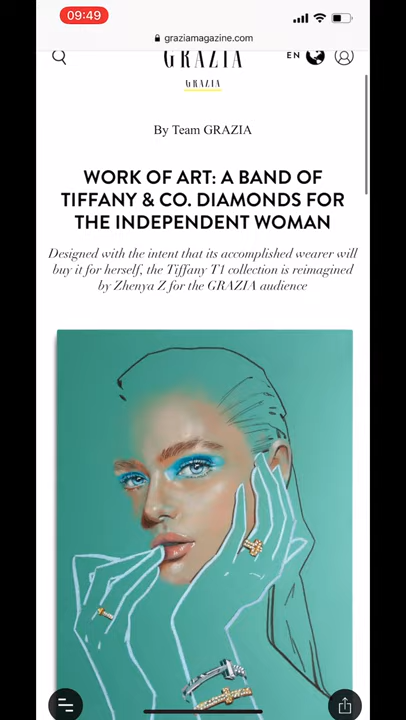 09:49
graziamagazine.com
GRAZIA
EN
GRAZIA
By Team GRAZIA
WORK OF ART: A BAND OF
TIFFANY & CO. DIAMONDS FOR
THE INDEPENDENT WOMAN
Designed with the intent that its accomplished wearer will
buy it for herself, the Tiffany T1 collection is reimagined
by Zhenya Z for the GRAZIA audience